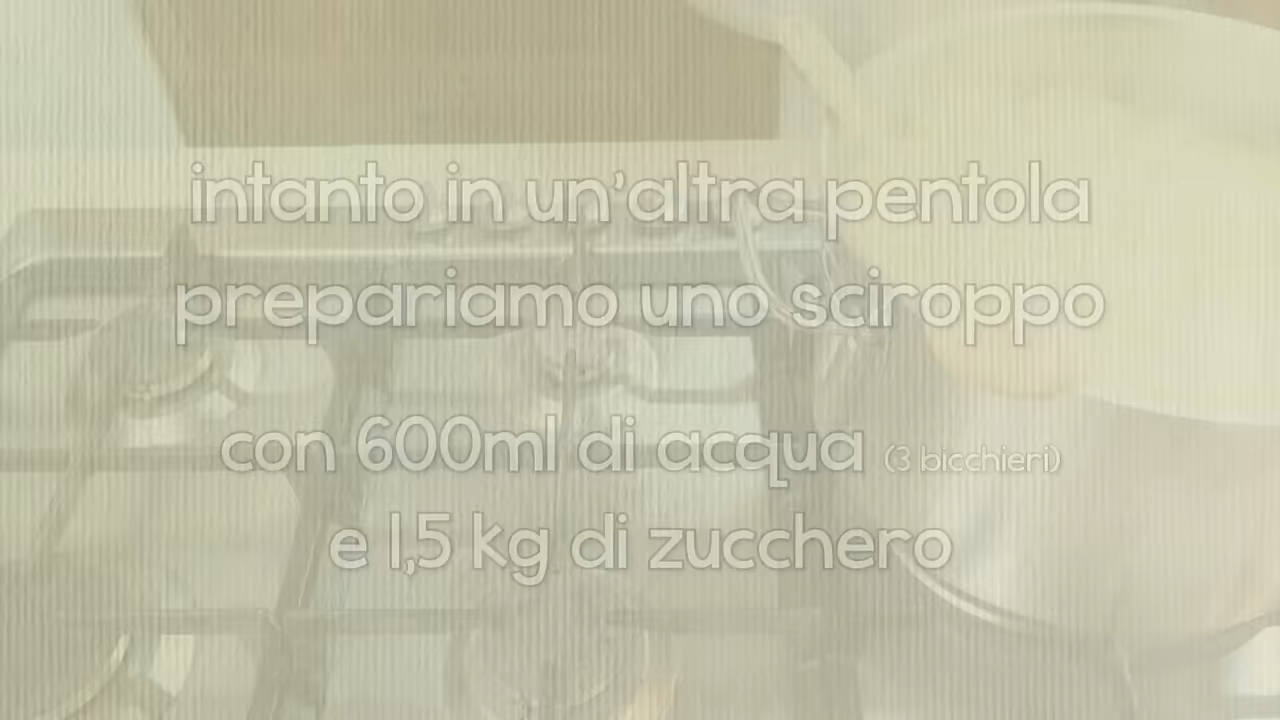 intanto in un'altra pentola
prepariamo uno sciroppo
con 600ml di acqua (3 bicchieri)
e 1,5 kg di zucchero